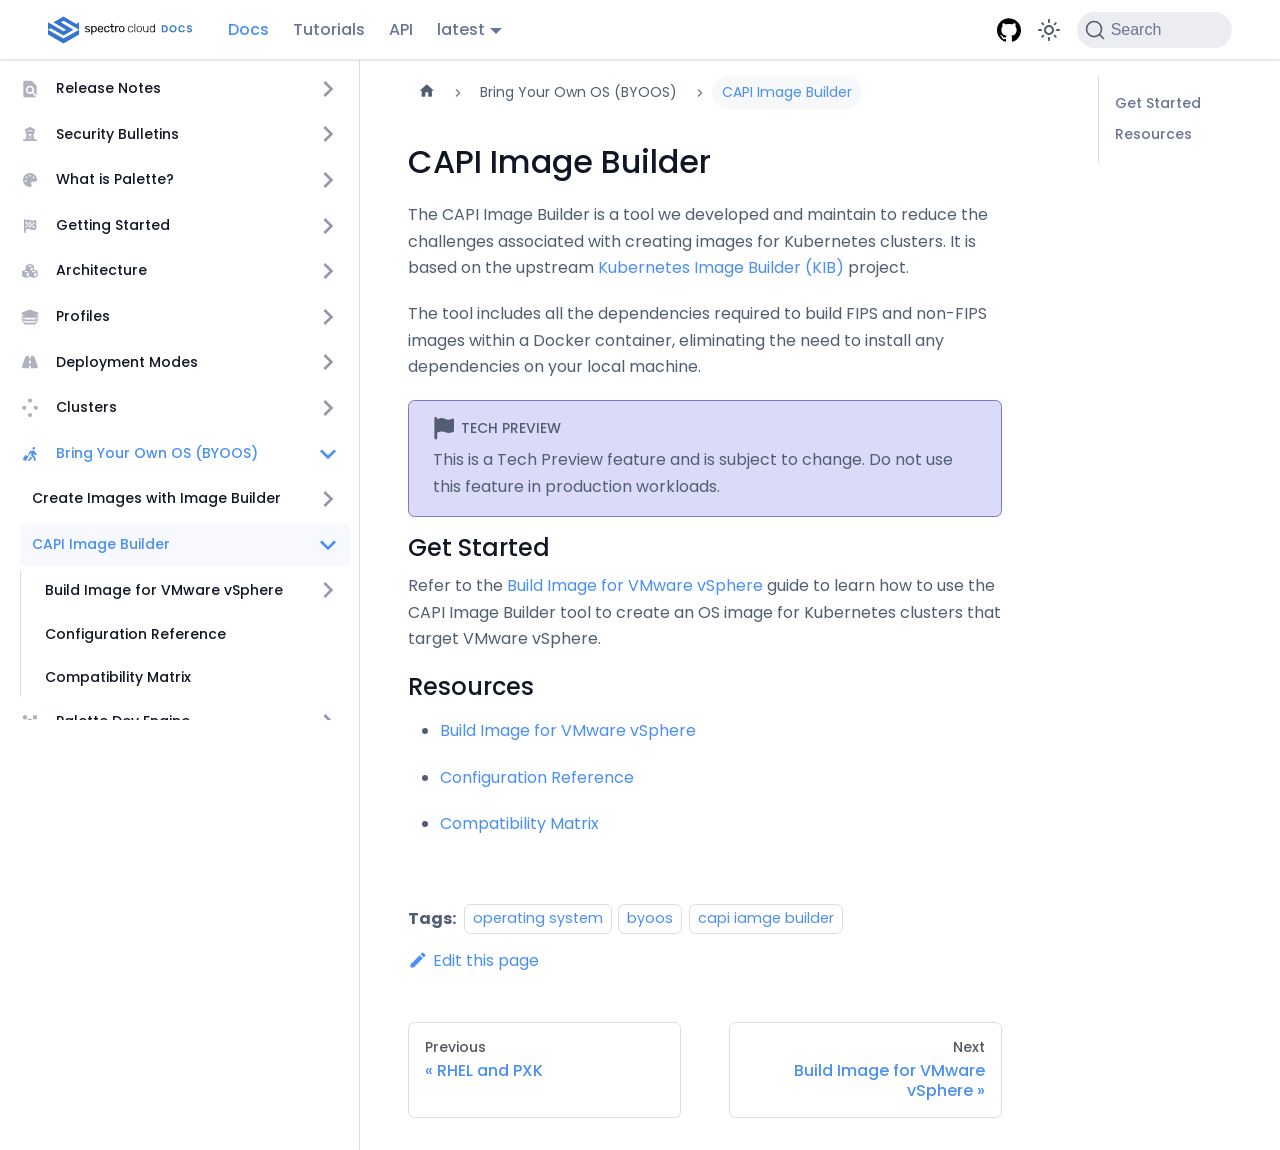 spectro cloud DOCS
Docs
Tutorials
API
latest
Search
Release Notes
Security Bulletins
What is Palette?
Getting Started
Architecture
Profiles
Deployment Modes
Clusters
Bring Your Own OS (BYOOS)
Create Images with Image Builder
CAPI Image Builder
Build Image for VMware vSphere
Configuration Reference
Compatibility Matrix
Palette Dev Engine
Bring Your Own OS (BYOOS)
CAPI Image Builder
CAPI Image Builder
The CAPI Image Builder is a tool we developed and maintain to reduce the
challenges associated with creating images for Kubernetes clusters. It is
based on the upstream Kubernetes Image Builder (KIB) project.
The tool includes all the dependencies required to build FIPS and non-FIPS
images within a Docker container, eliminating the need to install any
dependencies on your local machine.
TECH PREVIEW
This is a Tech Preview feature and is subject to change. Do not use
this feature in production workloads.
Get Started
Refer to the Build Image for VMware vSphere guide to learn how to use the
CAPI Image Builder tool to create an OS image for Kubernetes clusters that
target VMware vSphere.
Resources
Build Image for VMware vSphere
Configuration Reference
Compatibility Matrix
Tags: operating system byoos capi iamge builder
Edit this page
Previous
« RHEL and PXK
Next
Build Image for VMware
vSphere »
Get Started
Resources